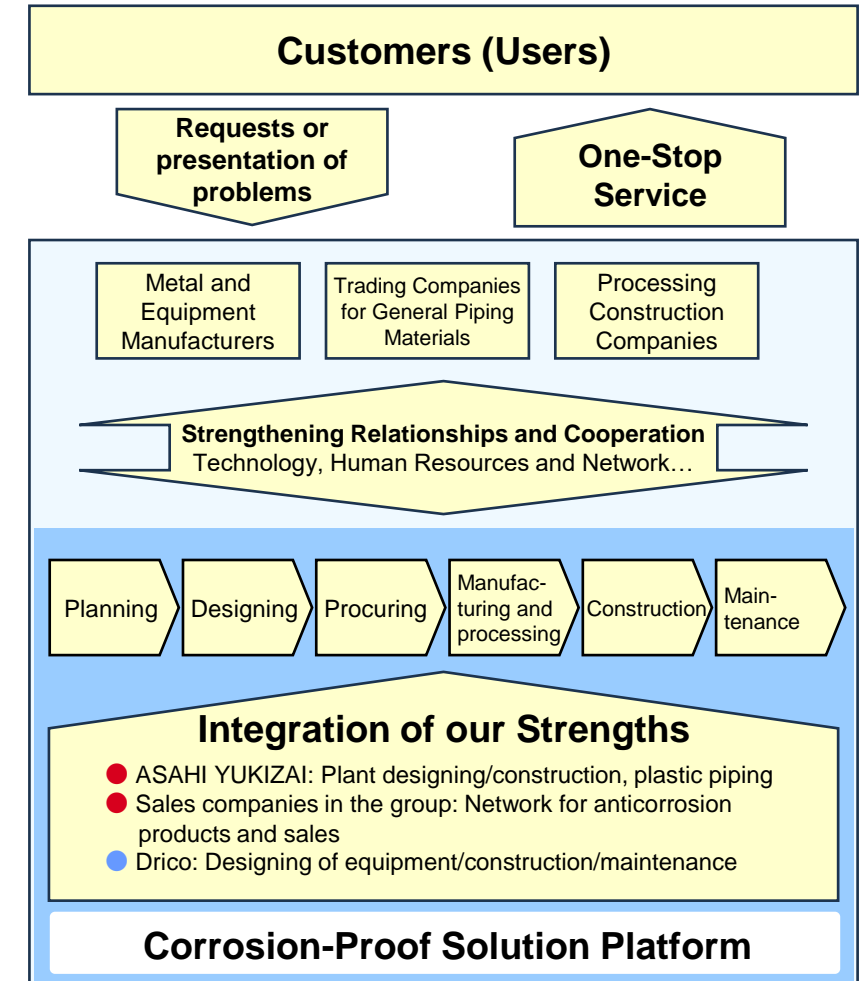 Customers (Users)
Requests or
presentation of
problems
One-Stop
Service
Metal and
Equipment
Manufacturers
Trading Companies
for General Piping
Materials
Processing
Construction
Companies
Strengthening Relationships and Cooperation
Technology, Human Resources and Network…
Planning
Designing
Procuring
Manufac-
turing and
processing
Construction
Main-
tenance
Integration of our Strengths
ASAHI YUKIZAI: Plant designing/construction, plastic piping
Sales companies in the group: Network for anticorrosion
products and sales
Drico: Designing of equipment/construction/maintenance
Corrosion-Proof Solution Platform